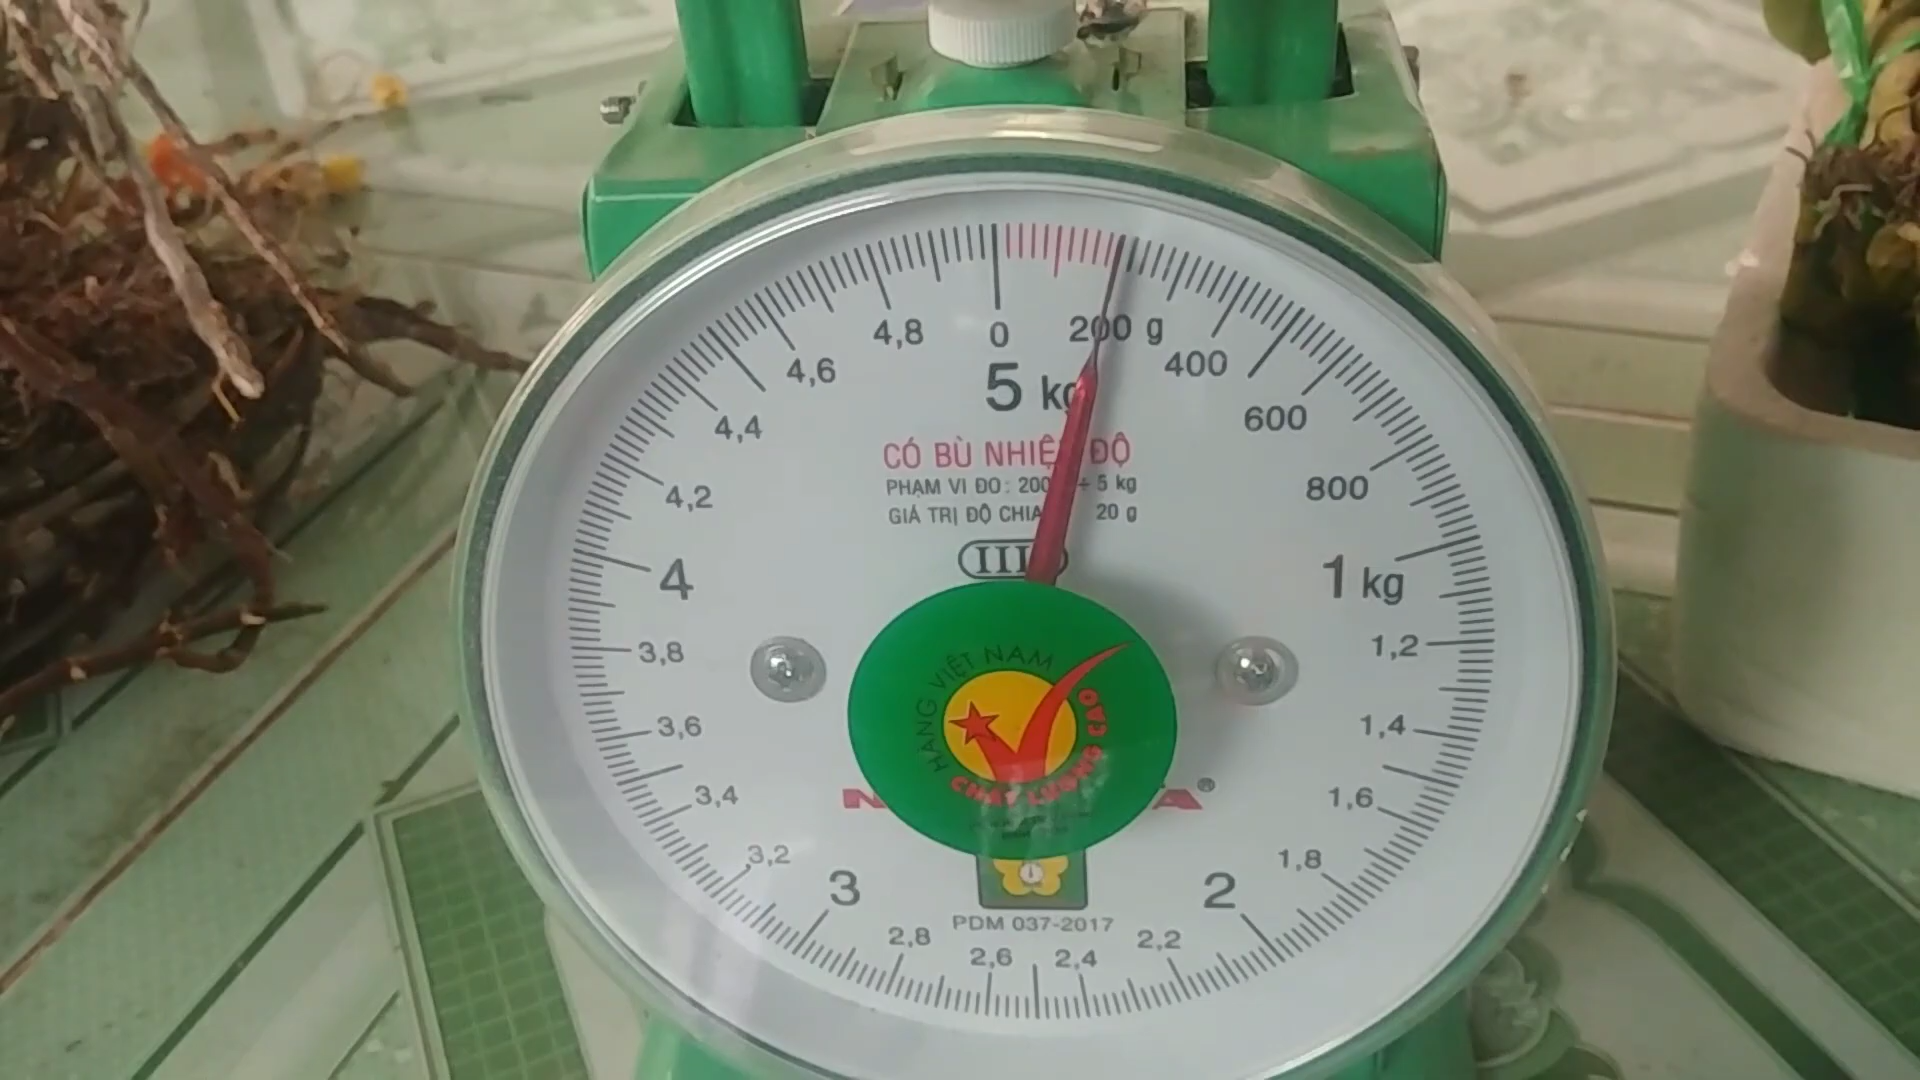 0
200 g
400
600
800
1 kg
1,2
1,4
1,6
1,8
2
2,2
2,4
2,6
2,8
3
3,2
3,4
3,6
3,8
4
4,2
4,4
4,6
4,8
5 kg
CÓ BÙ NHIỆT ĐỘ
PHẠM VI ĐO : 200 ÷ 5 kg
GIÁ TRỊ ĐỘ CHIA 20 g
III
HÀNG VIỆT NAM
CHẤT LƯỢNG CAO
®
PDM 037-2017